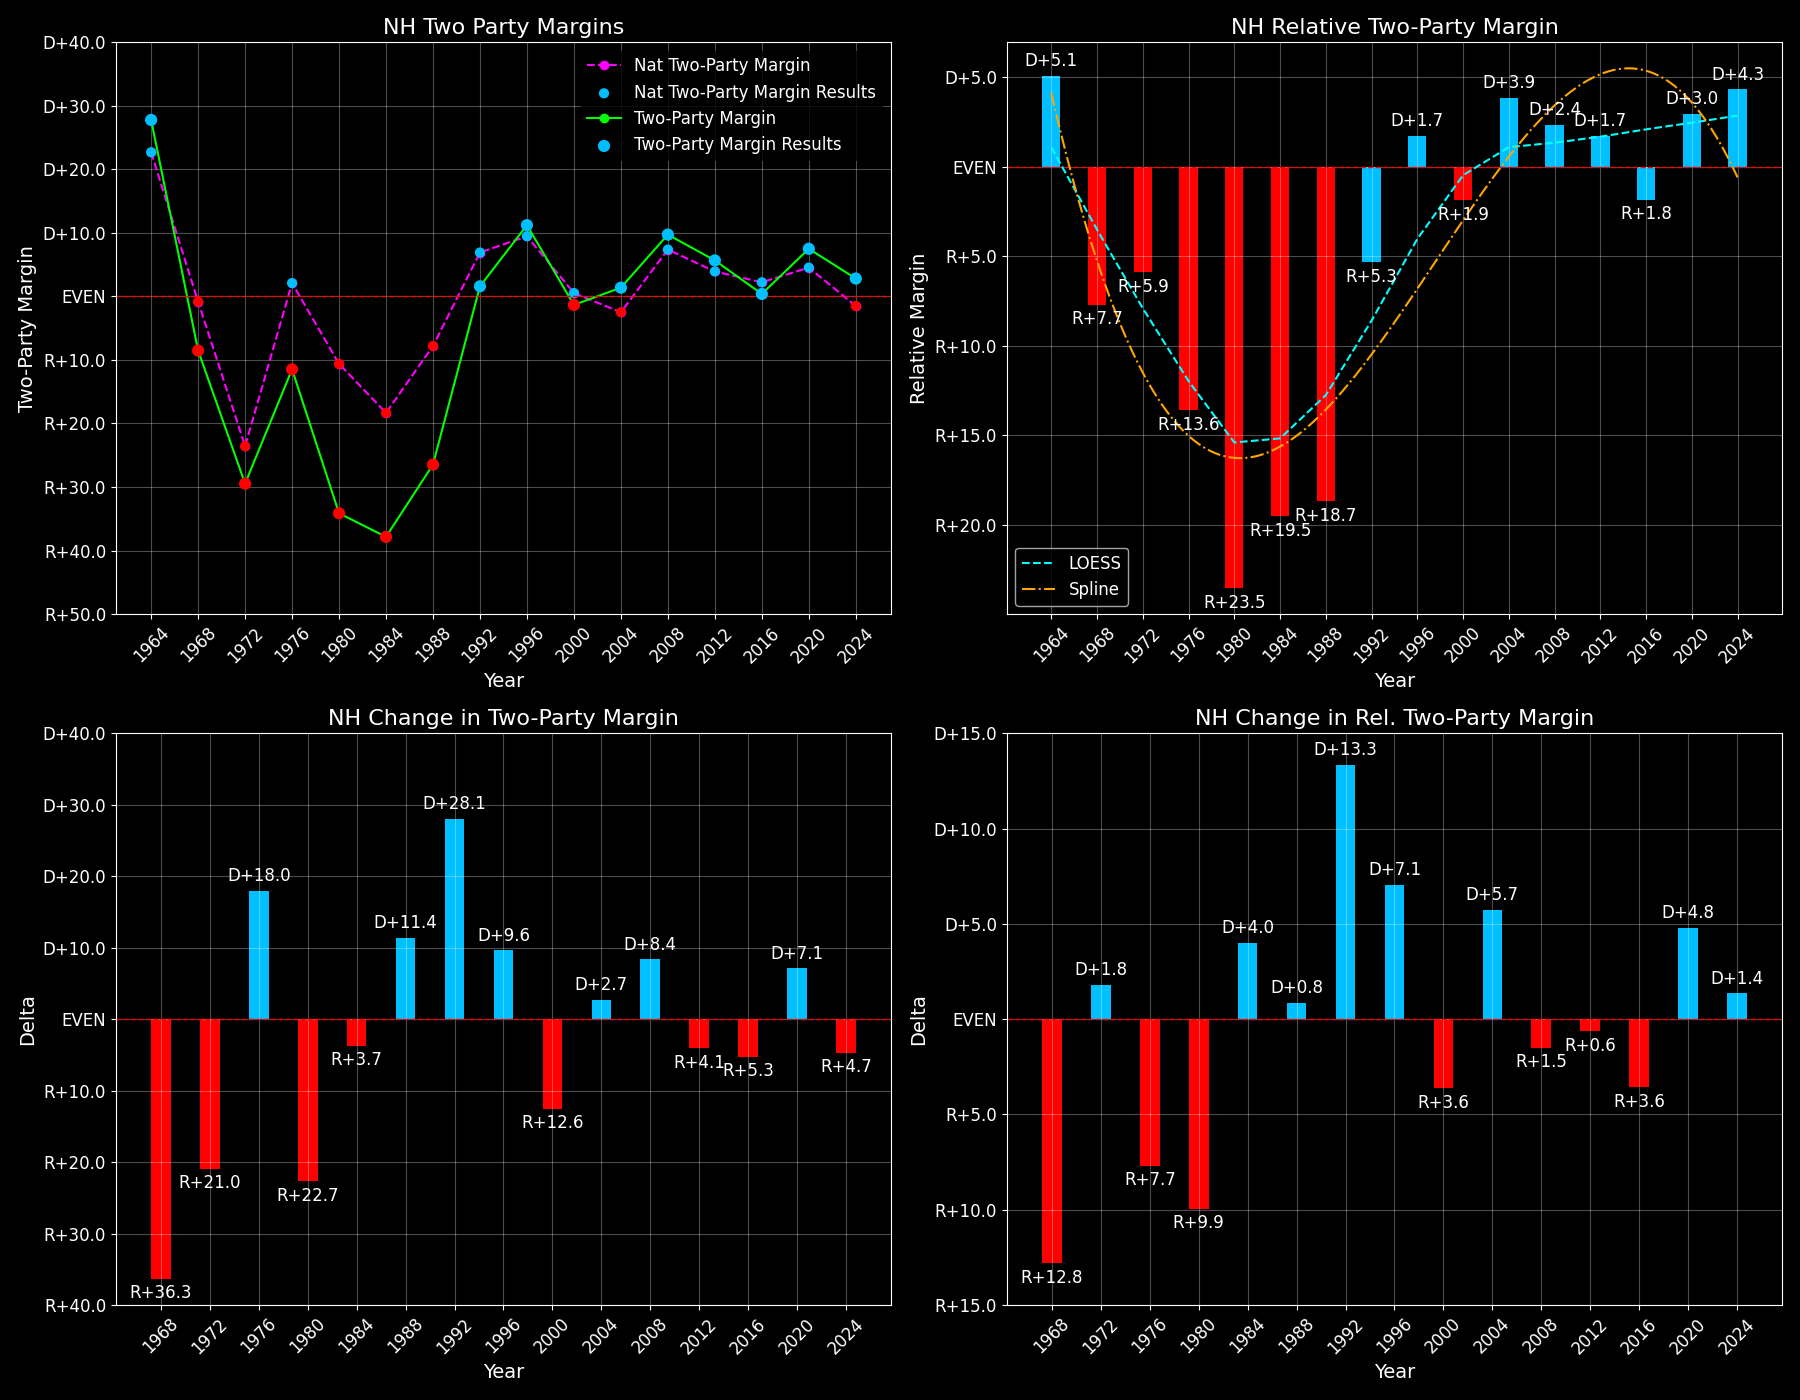 NH Two Party Margins
D+40.0
D+30.0
D+20.0
D+10.0
EVEN
R+10.0
R+20.0
R+30.0
R+40.0
R+50.0
Two-Party Margin
Nat Two-Party Margin
Nat Two-Party Margin Results
Two-Party Margin
Two-Party Margin Results
1964 1968 1972 1976 1980 1984 1988 1992 1996 2000 2004 2008 2012 2016 2020 2024
Year
NH Relative Two-Party Margin
D+5.0
EVEN
R+5.0
R+10.0
R+15.0
R+20.0
Relative Margin
D+5.1
R+7.7
R+5.9
R+13.6
R+23.5
R+19.5
R+18.7
R+5.3
D+1.7
R+1.9
D+3.9
D+2.4
D+1.7
R+1.8
D+3.0
D+4.3
LOESS
Spline
1964 1968 1972 1976 1980 1984 1988 1992 1996 2000 2004 2008 2012 2016 2020 2024
Year
NH Change in Two-Party Margin
D+40.0
D+30.0
D+20.0
D+10.0
EVEN
R+10.0
R+20.0
R+30.0
R+40.0
Delta
R+36.3
R+21.0
D+18.0
R+22.7
R+3.7
D+11.4
D+28.1
D+9.6
R+12.6
D+2.7
D+8.4
R+4.1
R+5.3
D+7.1
R+4.7
1968 1972 1976 1980 1984 1988 1992 1996 2000 2004 2008 2012 2016 2020 2024
Year
NH Change in Rel. Two-Party Margin
D+15.0
D+10.0
D+5.0
EVEN
R+5.0
R+10.0
R+15.0
Delta
R+12.8
D+1.8
R+7.7
R+9.9
D+4.0
D+0.8
D+13.3
D+7.1
R+3.6
D+5.7
R+1.5
R+0.6
R+3.6
D+4.8
D+1.4
1968 1972 1976 1980 1984 1988 1992 1996 2000 2004 2008 2012 2016 2020 2024
Year